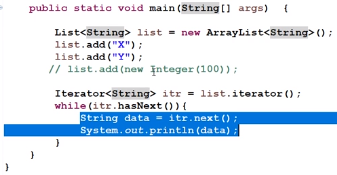 public static void main(String[] args)  {
List<String> list = new ArrayList<String>();
list.add("X");
list.add("Y");
// list.add(new Integer(100));
Iterator<String> itr = list.iterator();
while(itr.hasNext()){
String data = itr.next();
System.out.println(data);
}
}
}